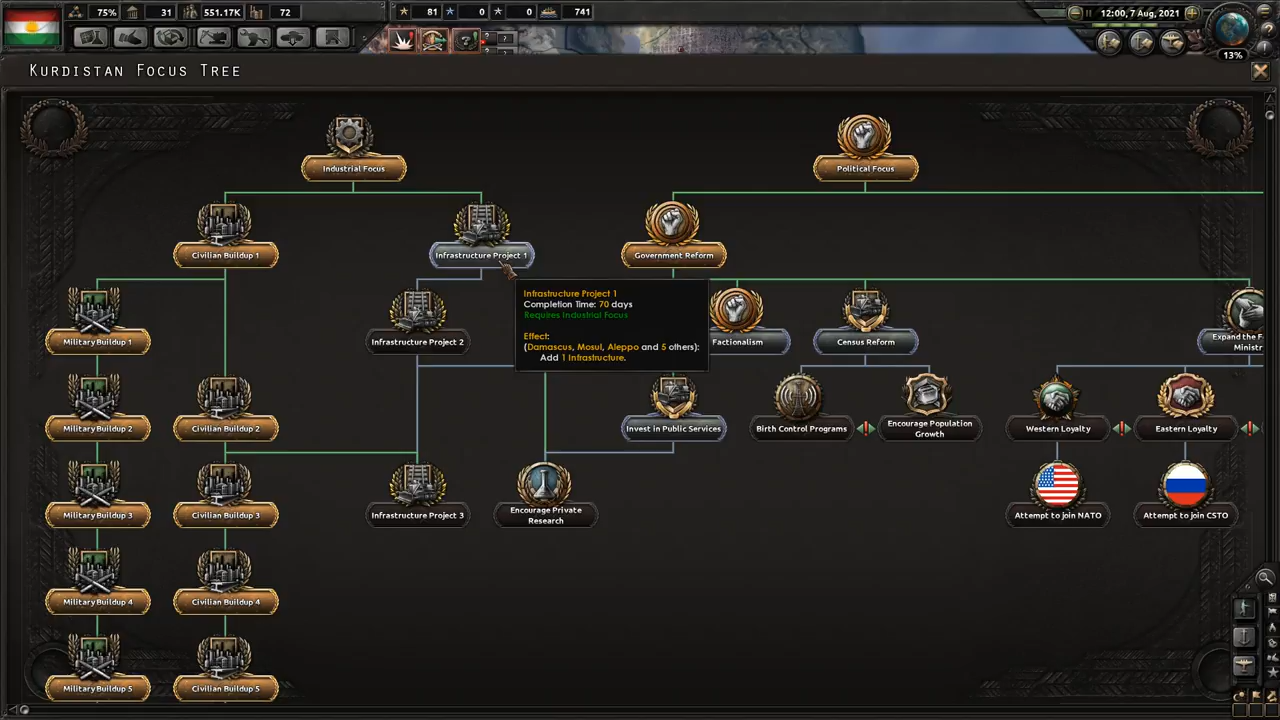 75% 31 551.17K 72 81 0 0 741 12:00, 7 Aug, 2021
? ? ?
13%
Kurdistan Focus Tree
Industrial Focus
Political Focus
Civilian Buildup 1
Infrastructure Project 1
Government Reform
Infrastructure Project 1
Completion Time: 70 days
Requires Industrial Focus
Effect:
(Damascus, Mosul, Aleppo and 5 others):
Add 1 Infrastructure.
Military Buildup 1
Infrastructure Project 2
Factionalism
Census Reform
Expand the F
Ministr
Military Buildup 2
Civilian Buildup 2
Invest in Public Services
Birth Control Programs
Encourage Population
Growth
Western Loyalty
Eastern Loyalty
Military Buildup 3
Civilian Buildup 3
Infrastructure Project 3
Encourage Private
Research
Attempt to join NATO
Attempt to join CSTO
Military Buildup 4
Civilian Buildup 4
Military Buildup 5
Civilian Buildup 5